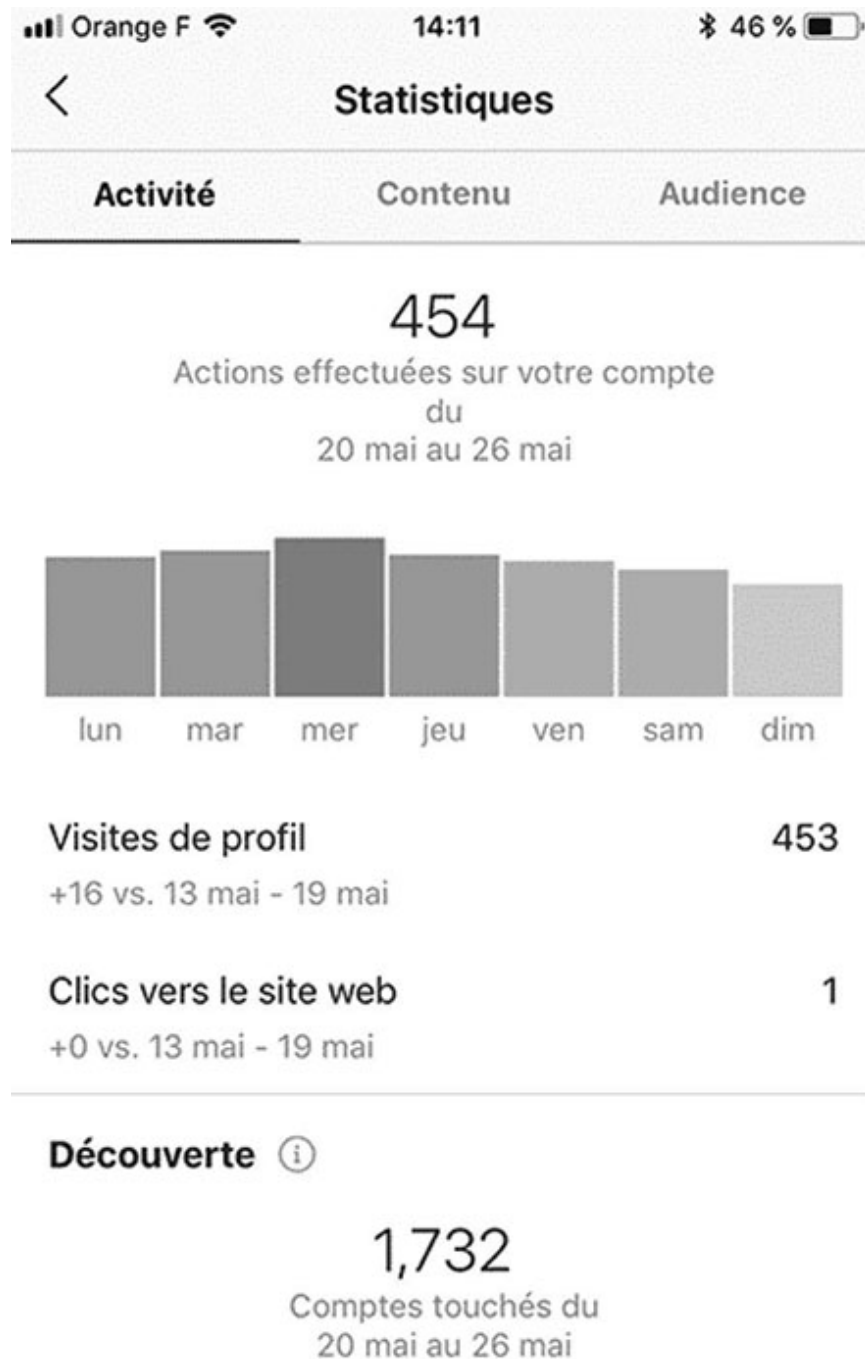 Orange F 14:11 46 %
Statistiques
Activité Contenu Audience
454
Actions effectuées sur votre compte
du
20 mai au 26 mai
lun mar mer jeu ven sam dim
Visites de profil 453
+16 vs. 13 mai - 19 mai
Clics vers le site web 1
+0 vs. 13 mai - 19 mai
Découverte
1,732
Comptes touchés du
20 mai au 26 mai